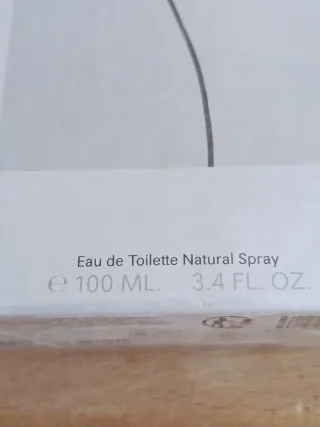 Eau de Toilette Natural Spray
℮ 100 ML. 3.4 FL. OZ.